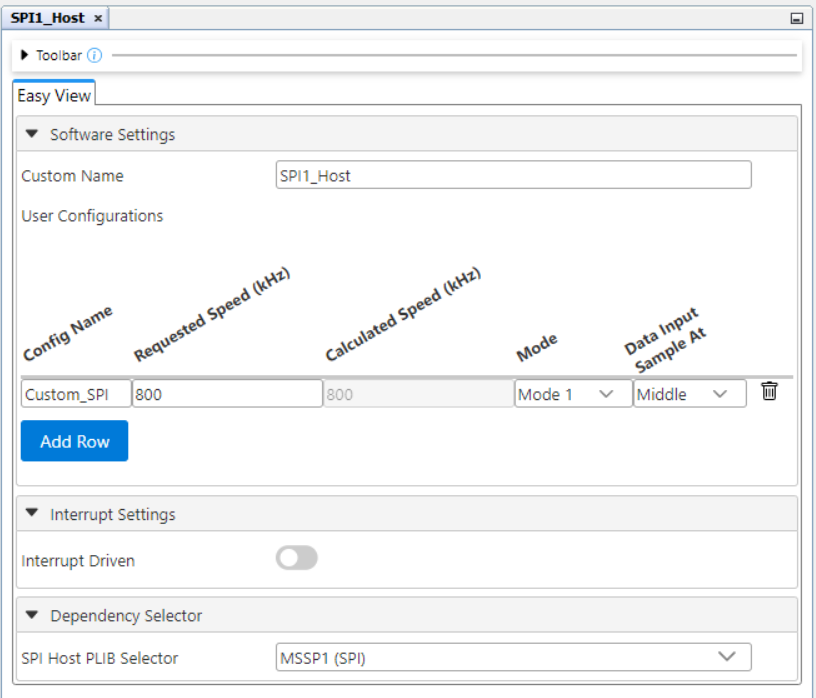 SPI1_Host ×
Toolbar
Easy View
Software Settings
Custom Name SPI1_Host
User Configurations
Config Name Requested Speed (kHz) Calculated Speed (kHz) Mode Data Input
Sample At
Custom_SPI 800 800 Mode 1 Middle
Add Row
Interrupt Settings
Interrupt Driven
Dependency Selector
SPI Host PLIB Selector MSSP1 (SPI)